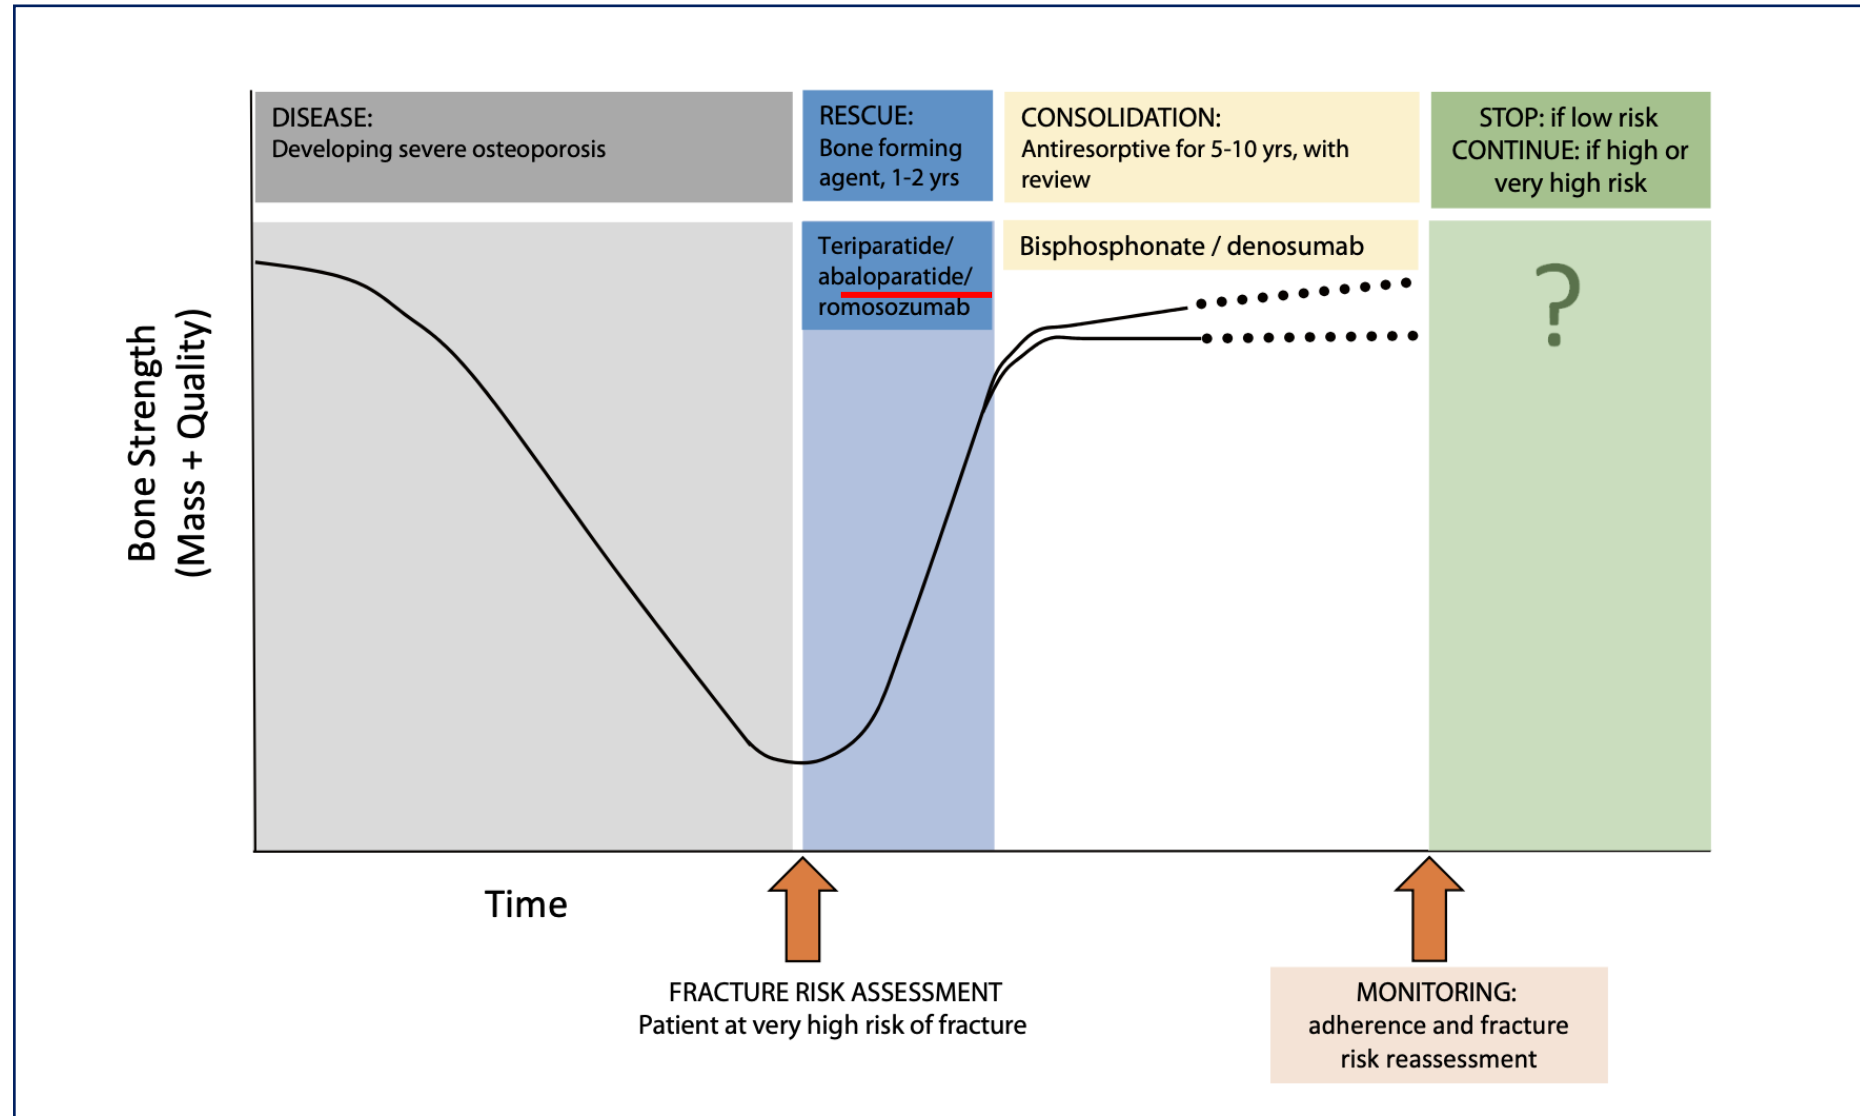 DISEASE:
Developing severe osteoporosis
RESCUE:
Bone forming
agent, 1-2 yrs
CONSOLIDATION:
Antiresorptive for 5-10 yrs, with
review
STOP: if low risk
CONTINUE: if high or
very high risk
Teriparatide/
abaloparatide/
romosozumab
Bisphosphonate / denosumab
?
Bone Strength
(Mass + Quality)
Time
FRACTURE RISK ASSESSMENT
Patient at very high risk of fracture
MONITORING:
adherence and fracture
risk reassessment